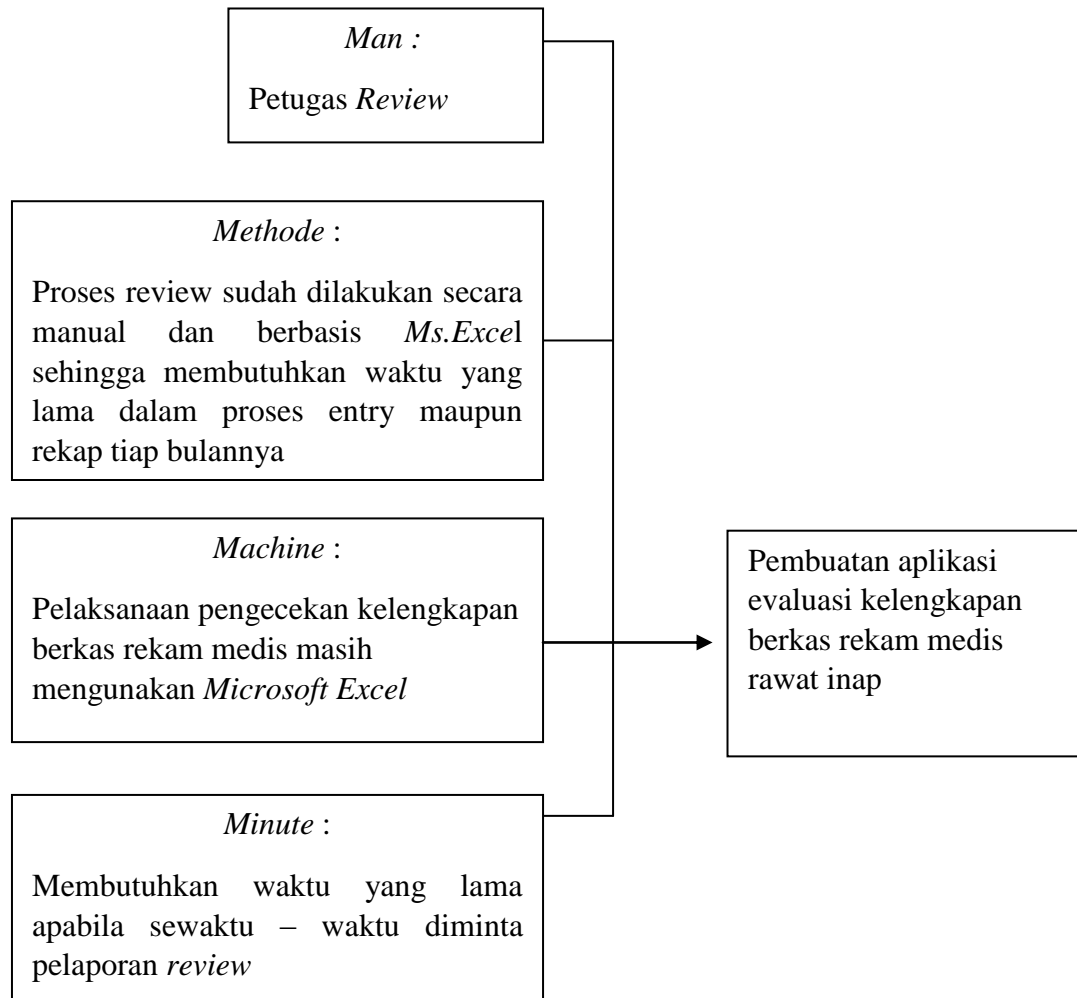 Man :
Petugas Review
Methode :
Proses review sudah dilakukan secara
manual dan berbasis Ms.Excel
sehingga membutuhkan waktu yang
lama dalam proses entry maupun
rekap tiap bulannya
Machine :
Pelaksanaan pengecekan kelengkapan
berkas rekam medis masih
mengunakan Microsoft Excel
Pembuatan aplikasi
evaluasi kelengkapan
berkas rekam medis
rawat inap
Minute :
Membutuhkan waktu yang lama
apabila sewaktu – waktu diminta
pelaporan review